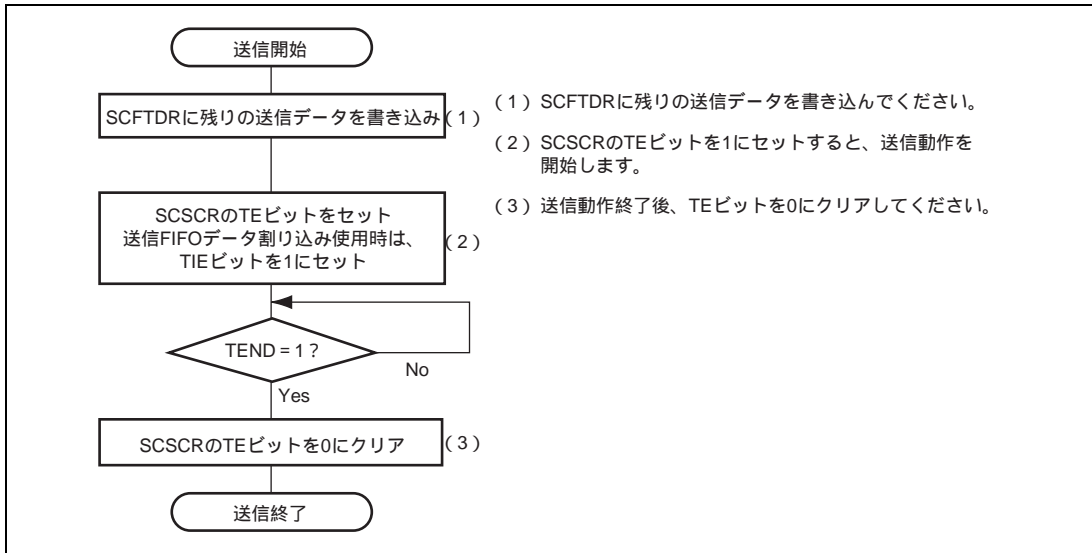 送信開始
SCFTDRに残りの送信データを書き込み(1)
(1)SCFTDRに残りの送信データを書き込んでください。
(2)SCSCRのTEビットを1にセットすると、送信動作を
開始します。
(3)送信動作終了後、TEビットを0にクリアしてください。
SCSCRのTEビットをセット
送信FIFOデータ割り込み使用時は、
TIEビットを1にセット
(2)
TEND = 1?
No
Yes
SCSCRのTEビットを0にクリア
(3)
送信終了